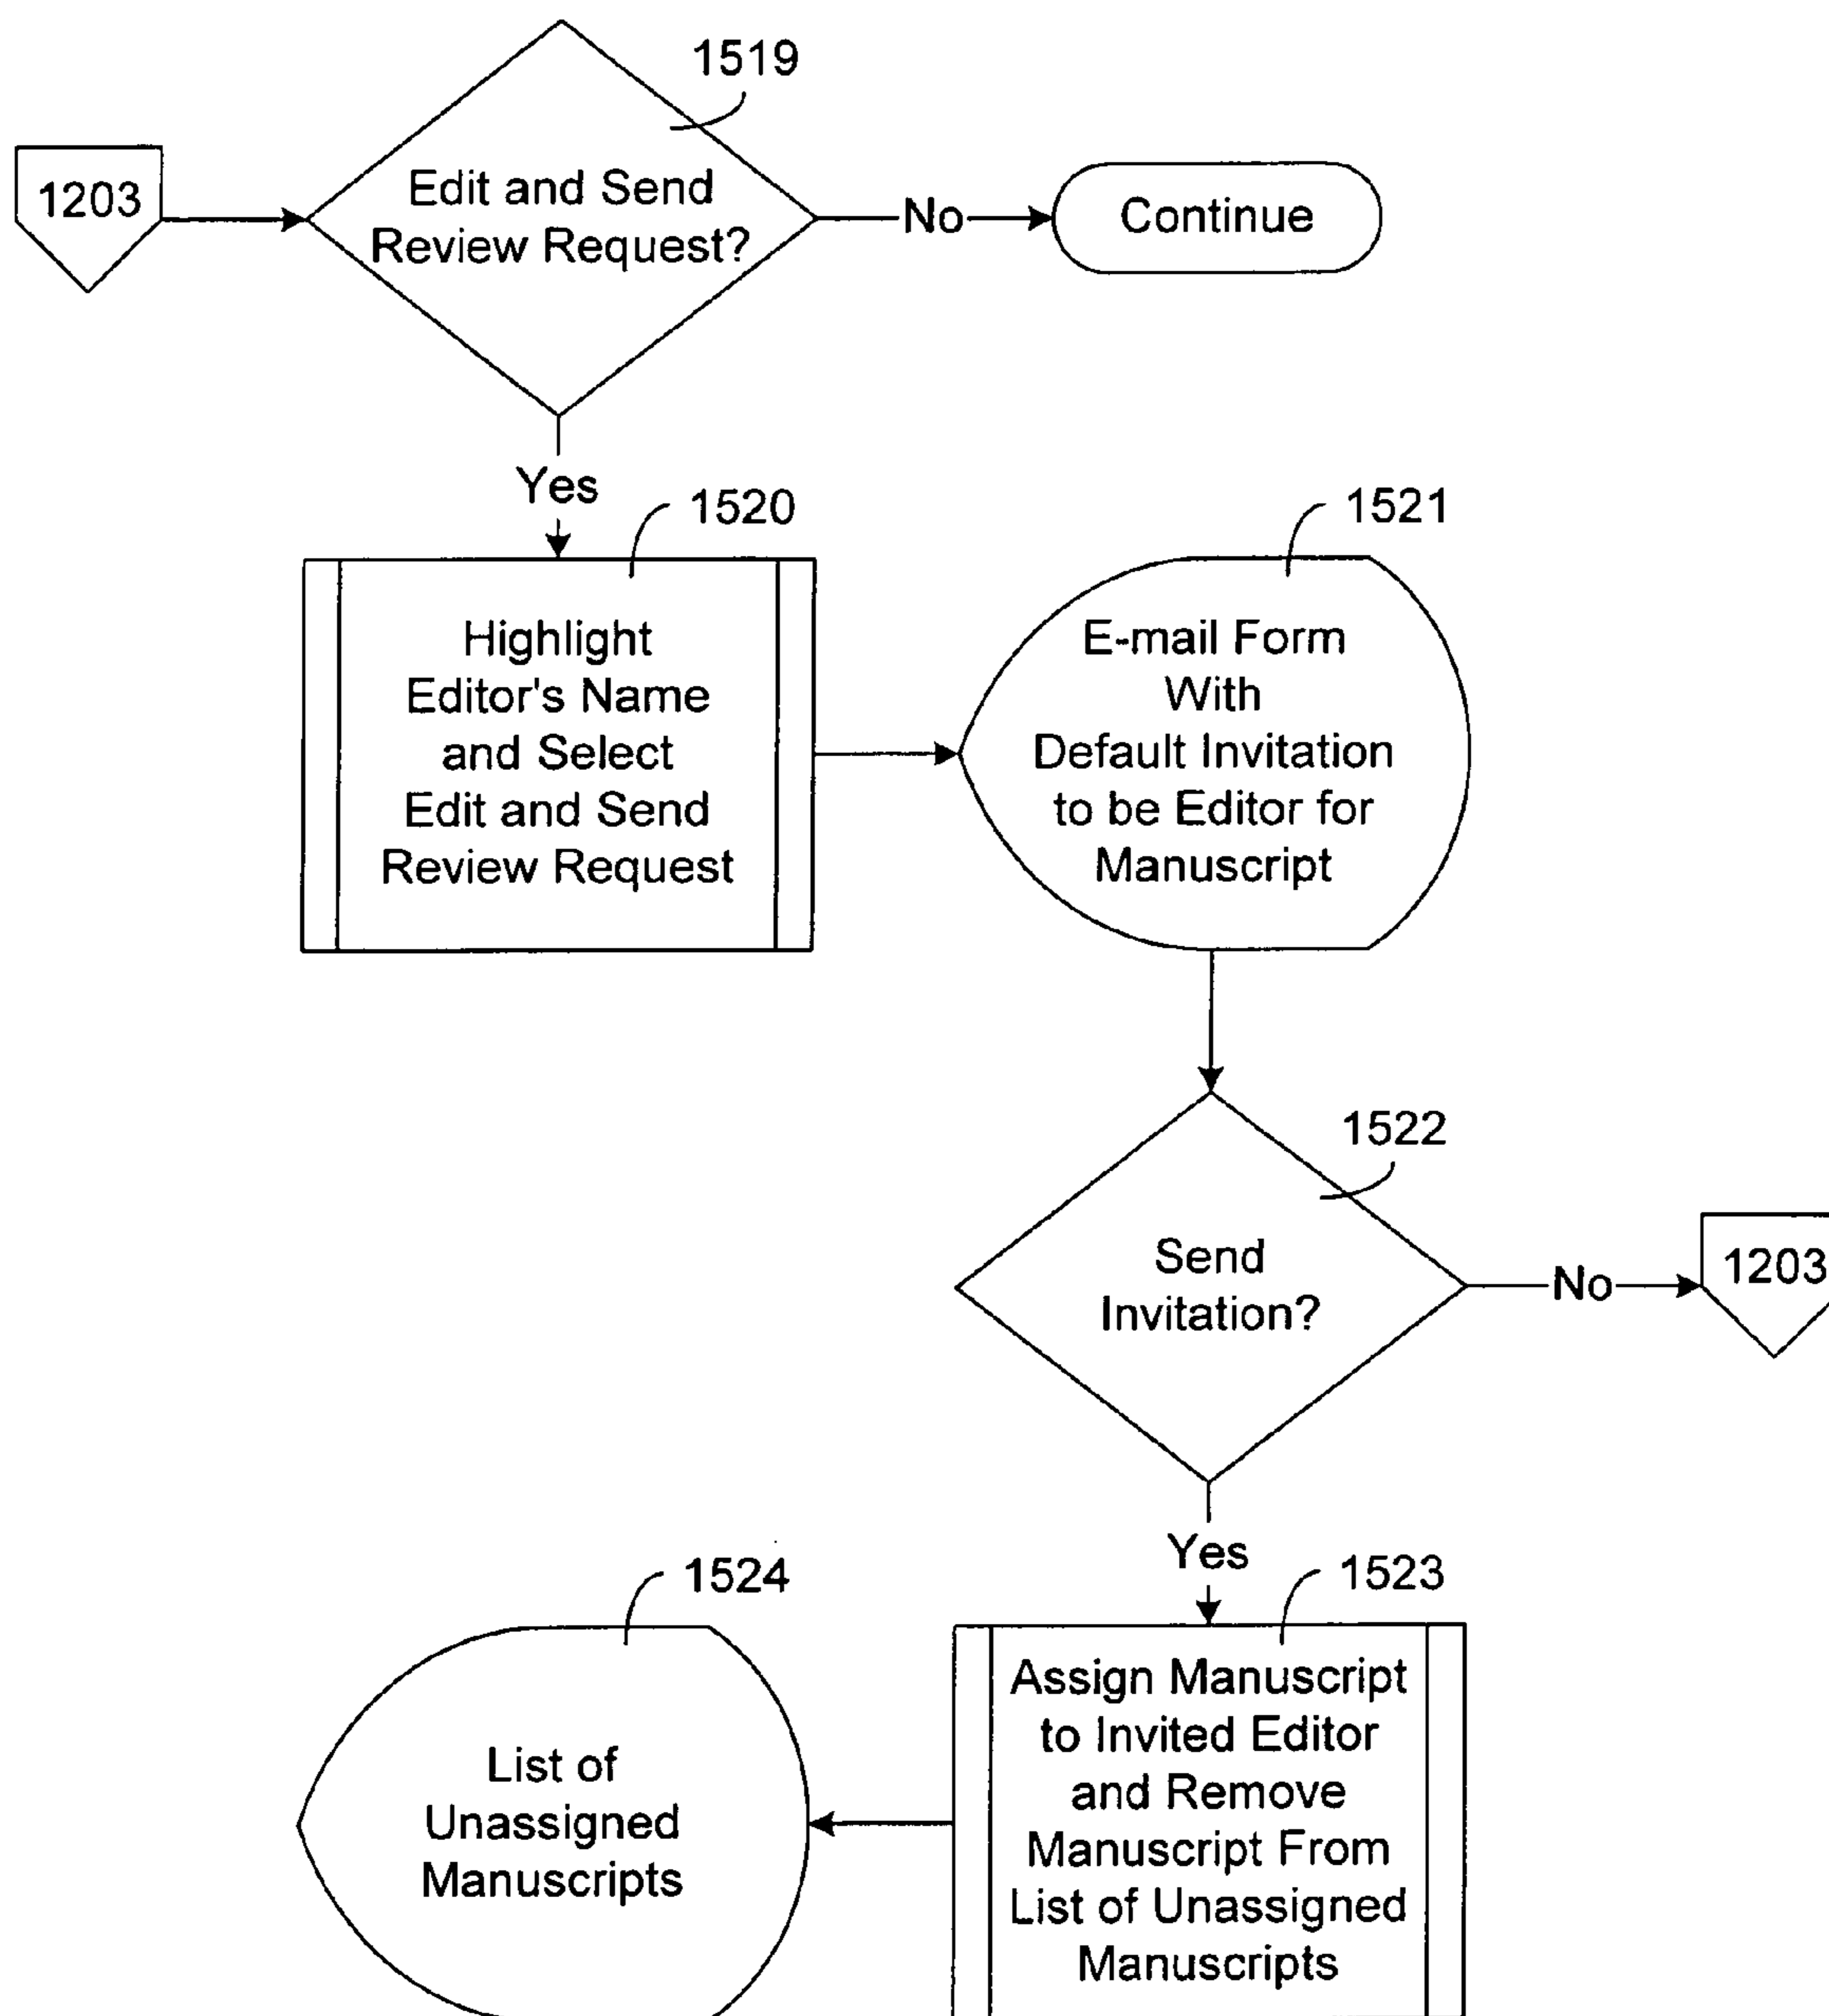 1519
1203
Edit and Send
Review Request?
No
Continue
Yes
1520
Highlight
Editor's Name
and Select
Edit and Send
Review Request
1521
E-mail Form
With
Default Invitation
to be Editor for
Manuscript
1522
Send
Invitation?
No
1203
Yes
1523
Assign Manuscript
to Invited Editor
and Remove
Manuscript From
List of Unassigned
Manuscripts
1524
List of
Unassigned
Manuscripts